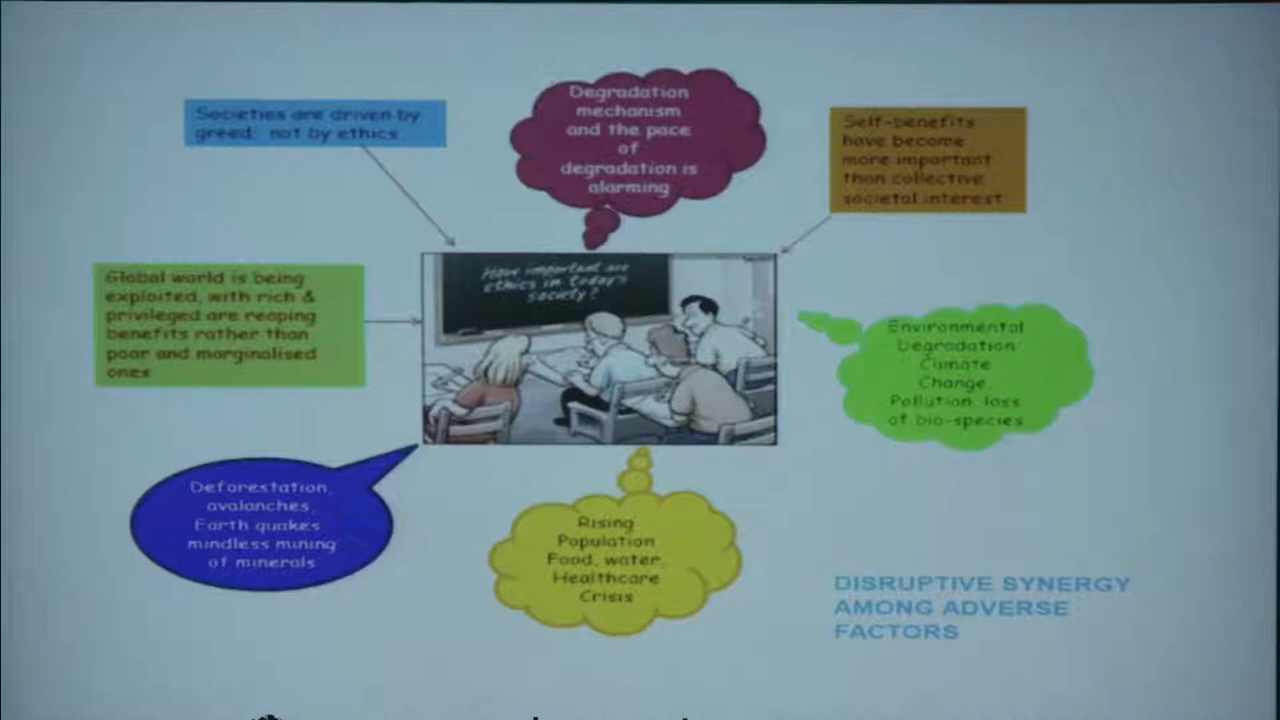 Societies are driven by
greed; not by ethics
Degradation
mechanism
and the pace
of
degradation is
alarming
Self-benefits
have become
more important
than collective
societal interest
Global world is being
exploited, with rich &
privileged are reaping
benefits rather than
poor and marginalised
ones
How important are
ethics in today's
society?
Environmental
Degradation
Climate
Change,
Pollution, loss
of bio-species
Deforestation,
avalanches,
Earth quakes
mindless mining
of minerals
Rising
Population
Food, water,
Healthcare
Crisis
DISRUPTIVE SYNERGY
AMONG ADVERSE
FACTORS